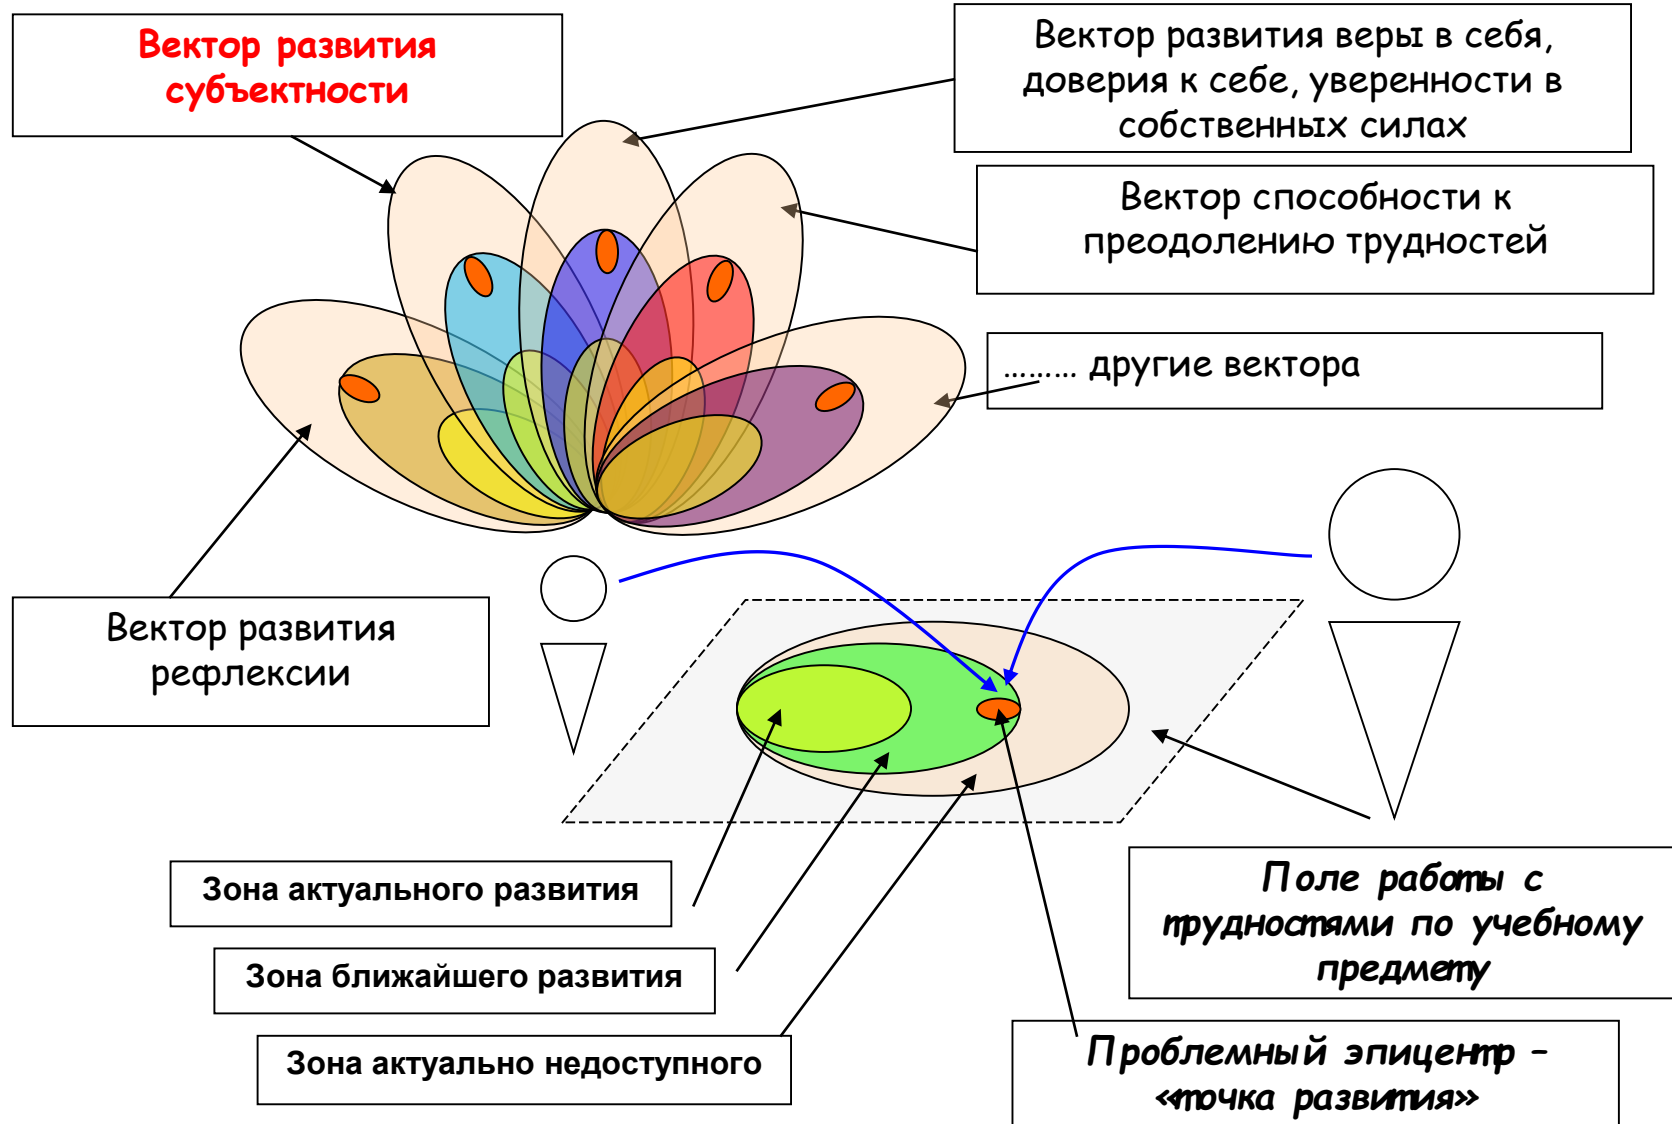 Вектор развития
субъектности
Вектор развития веры в себя,
доверия к себе, уверенности в
собственных силах
Вектор способности к
преодолению трудностей
……… другие вектора
Вектор развития
рефлексии
Зона актуального развития
Зона ближайшего развития
Зона актуально недоступного
Поле работы с
трудностями по учебному
предмету
Проблемный эпицентр –
«точка развития»